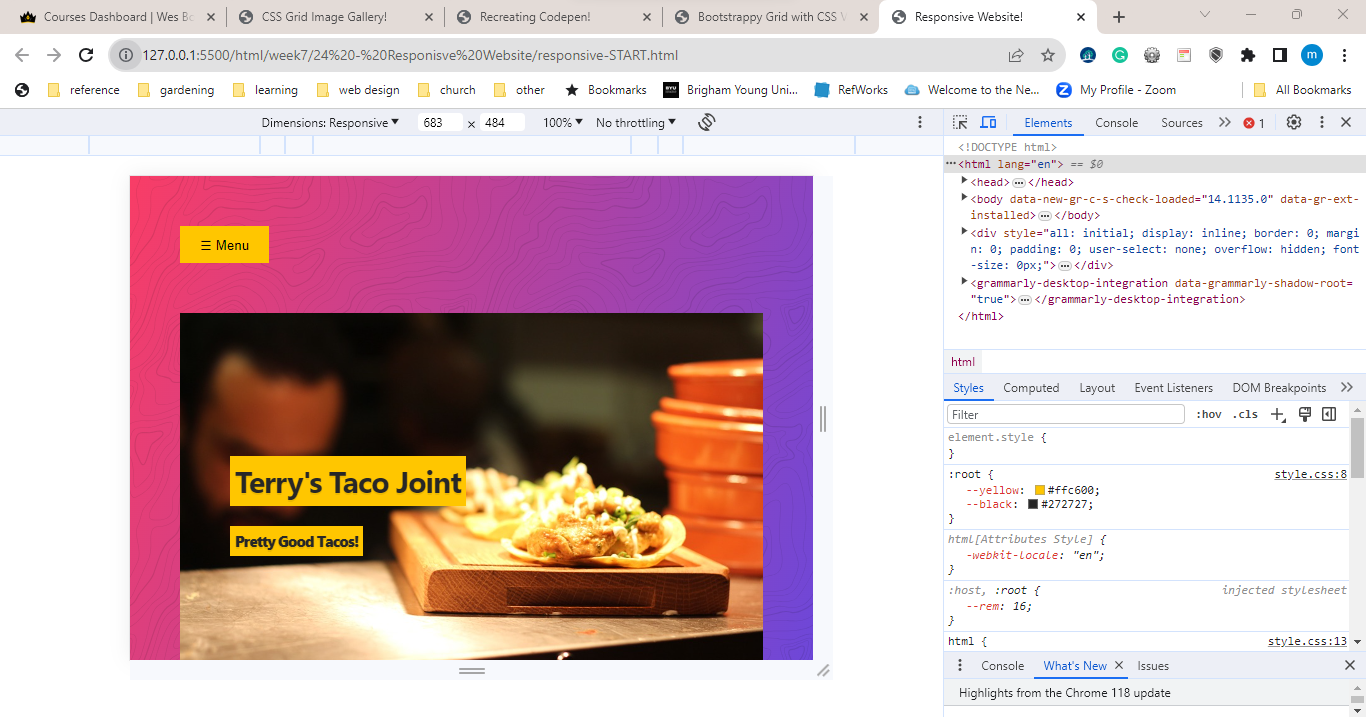 Courses Dashboard | Wes Bo
CSS Grid Image Gallery!
Recreating Codepen!
Bootstrappy Grid with CSS V
Responsive Website!
127.0.0.1:5500/html/week7/24%20-%20Responisve%20Website/responsive-START.html
m
reference
gardening
learning
web design
church
other
Bookmarks
BYU
Brigham Young Uni...
RefWorks
Welcome to the Ne...
My Profile - Zoom
All Bookmarks
Dimensions: Responsive 683 x 484 100% No throttling
Elements Console Sources 1
☰ Menu
Terry's Taco Joint
Pretty Good Tacos!
<!DOCTYPE html>
<html lang="en"> == $0
<head> </head>
<body data-new-gr-c-s-check-loaded="14.1135.0" data-gr-ext-
installed> </body>
<div style="all: initial; display: inline; border: 0; margi
n: 0; padding: 0; user-select: none; overflow: hidden; font
-size: 0px;"> </div>
<grammarly-desktop-integration data-grammarly-shadow-root=
"true"> </grammarly-desktop-integration>
</html>
html
Styles Computed Layout Event Listeners DOM Breakpoints
Filter :hov .cls
element.style {
}
:root { style.css:8
--yellow: #ffc600;
--black: #272727;
}
html[Attributes Style] {
-webkit-locale: "en";
}
:host, :root { injected stylesheet
--rem: 16;
}
html { style.css:13
Console What's New Issues
Highlights from the Chrome 118 update